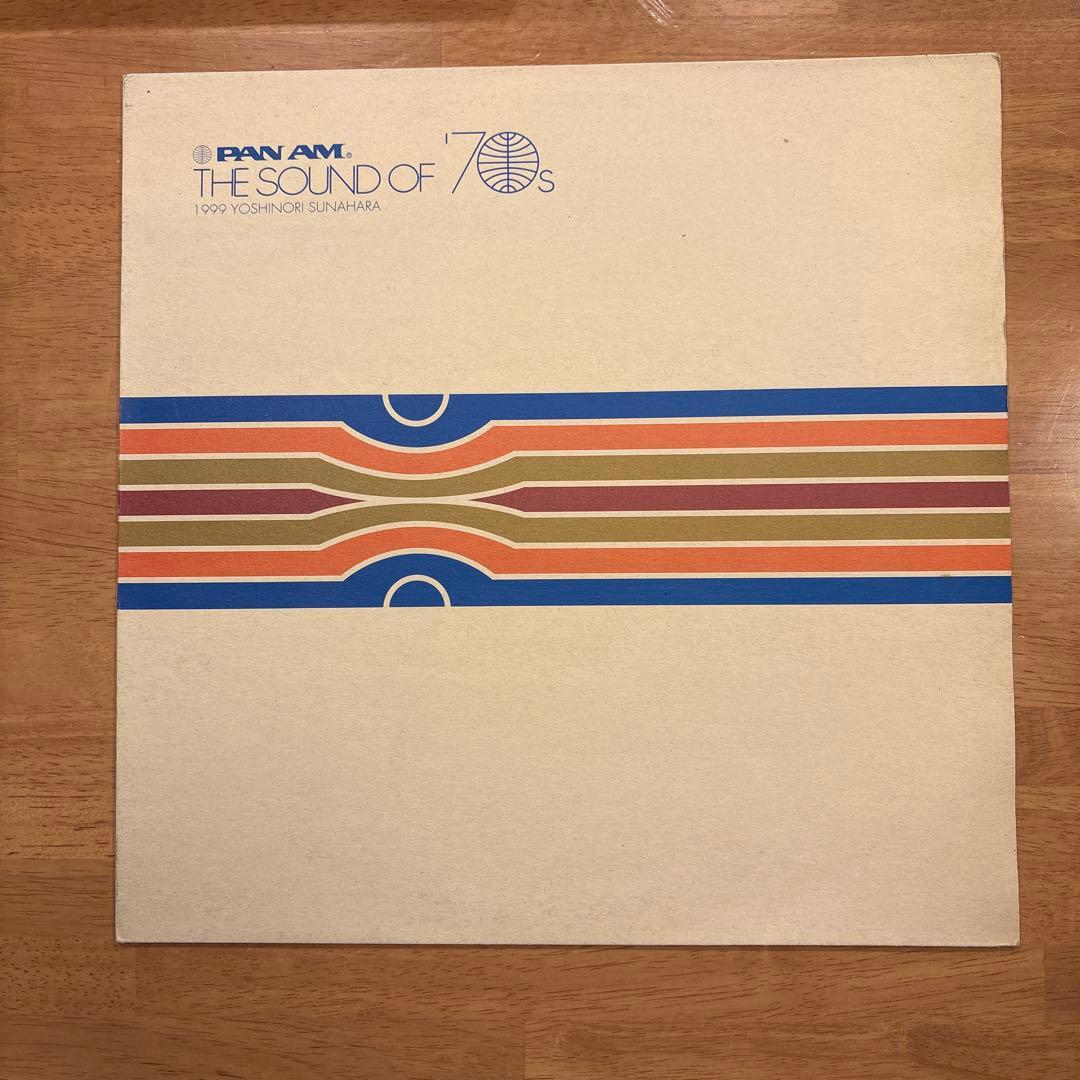 PAN AM®
THE SOUND OF '70s
1999 YOSHINORI SUNAHARA